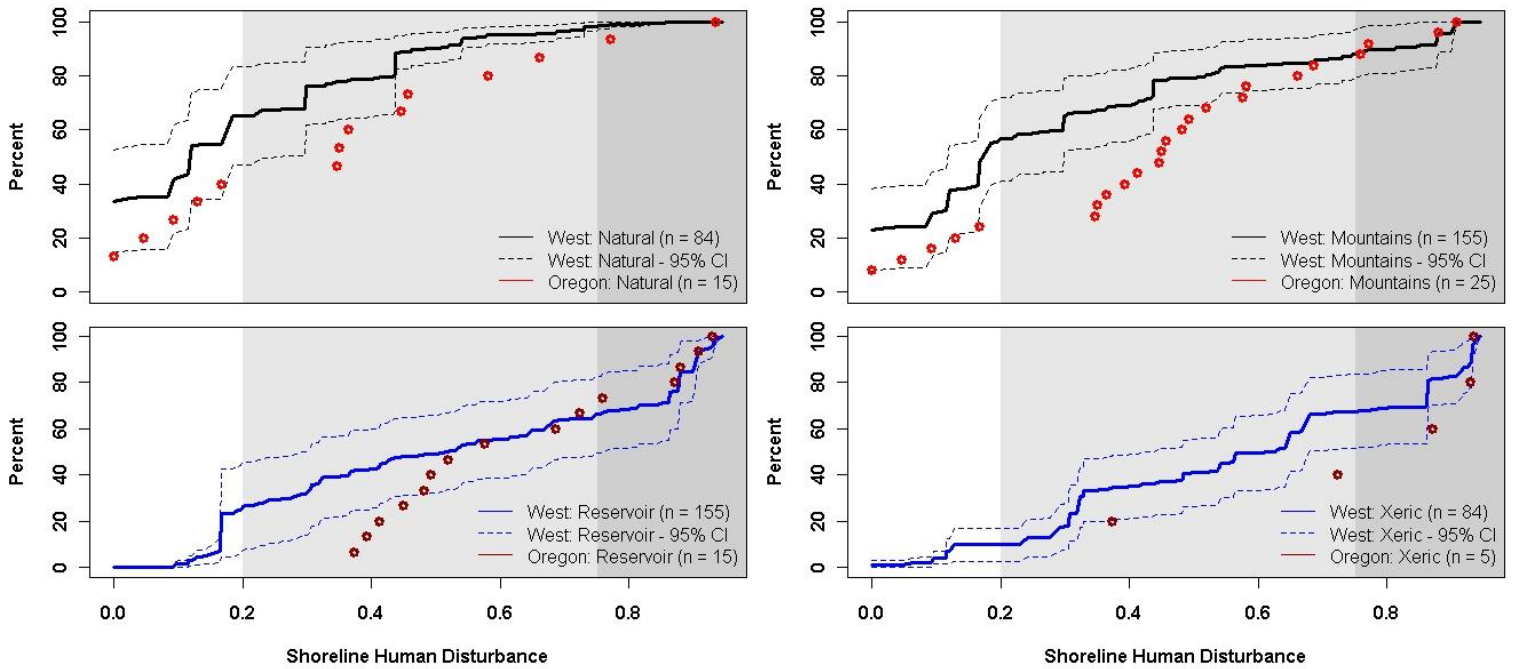 Percent
0
20
40
60
80
100
West: Natural (n = 84)
West: Natural - 95% CI
Oregon: Natural (n = 15)
Percent
0
20
40
60
80
100
West: Mountains (n = 155)
West: Mountains - 95% CI
Oregon: Mountains (n = 25)
Percent
0
20
40
60
80
100
West: Reservoir (n = 155)
West: Reservoir - 95% CI
Oregon: Reservoir (n = 15)
0.0 0.2 0.4 0.6 0.8
Shoreline Human Disturbance
Percent
0
20
40
60
80
100
West: Xeric (n = 84)
West: Xeric - 95% CI
Oregon: Xeric (n = 5)
0.0 0.2 0.4 0.6 0.8
Shoreline Human Disturbance